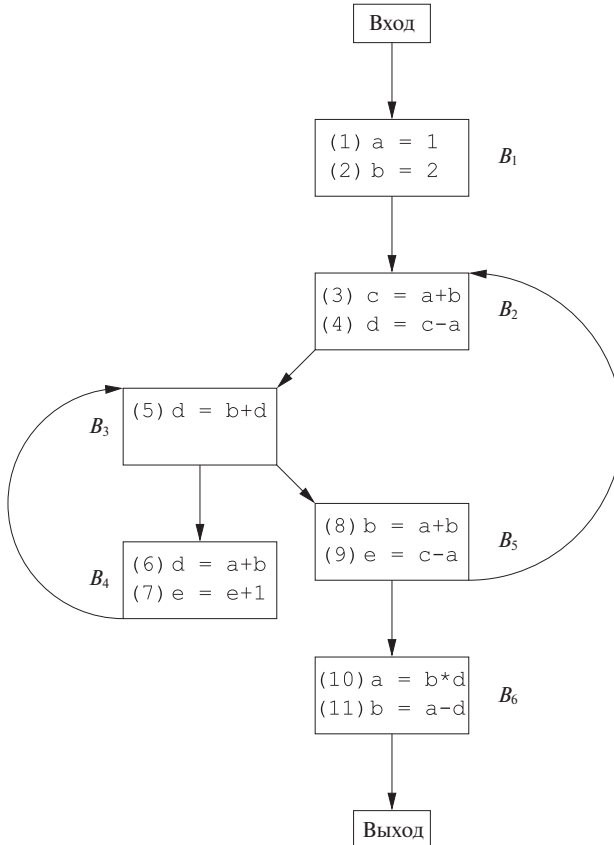 Вход
(1) a = 1
(2) b = 2
B1
(3) c = a+b
(4) d = c-a
B2
(5) d = b+d
B3
(8) b = a+b
(9) e = c-a
B5
(6) d = a+b
(7) e = e+1
B4
(10) a = b*d
(11) b = a-d
B6
Выход